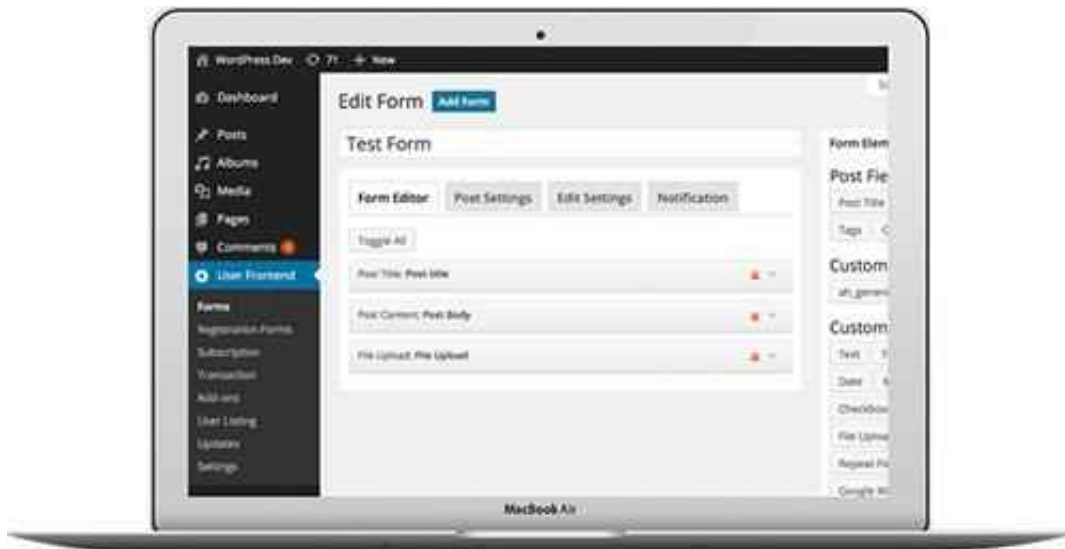 WordPress Dev 71 + New
Dashboard
Posts
Albums
Media
Pages
Comments
User Frontend
Forms
Registration Forms
Subscription
Transaction
Add-ons
User Listing
Updates
Settings
Edit Form Add Form
Test Form
Form Editor Post Settings Edit Settings Notification
Toggle All
Post Title: Post title
Post Content: Post Body
File Upload: File Upload
Form Elem
Post Fie
Post Title
Tags C
Custom
Custom
Text
Date
Checkbox
File Uploa
Repeat
Google
MacBook Air